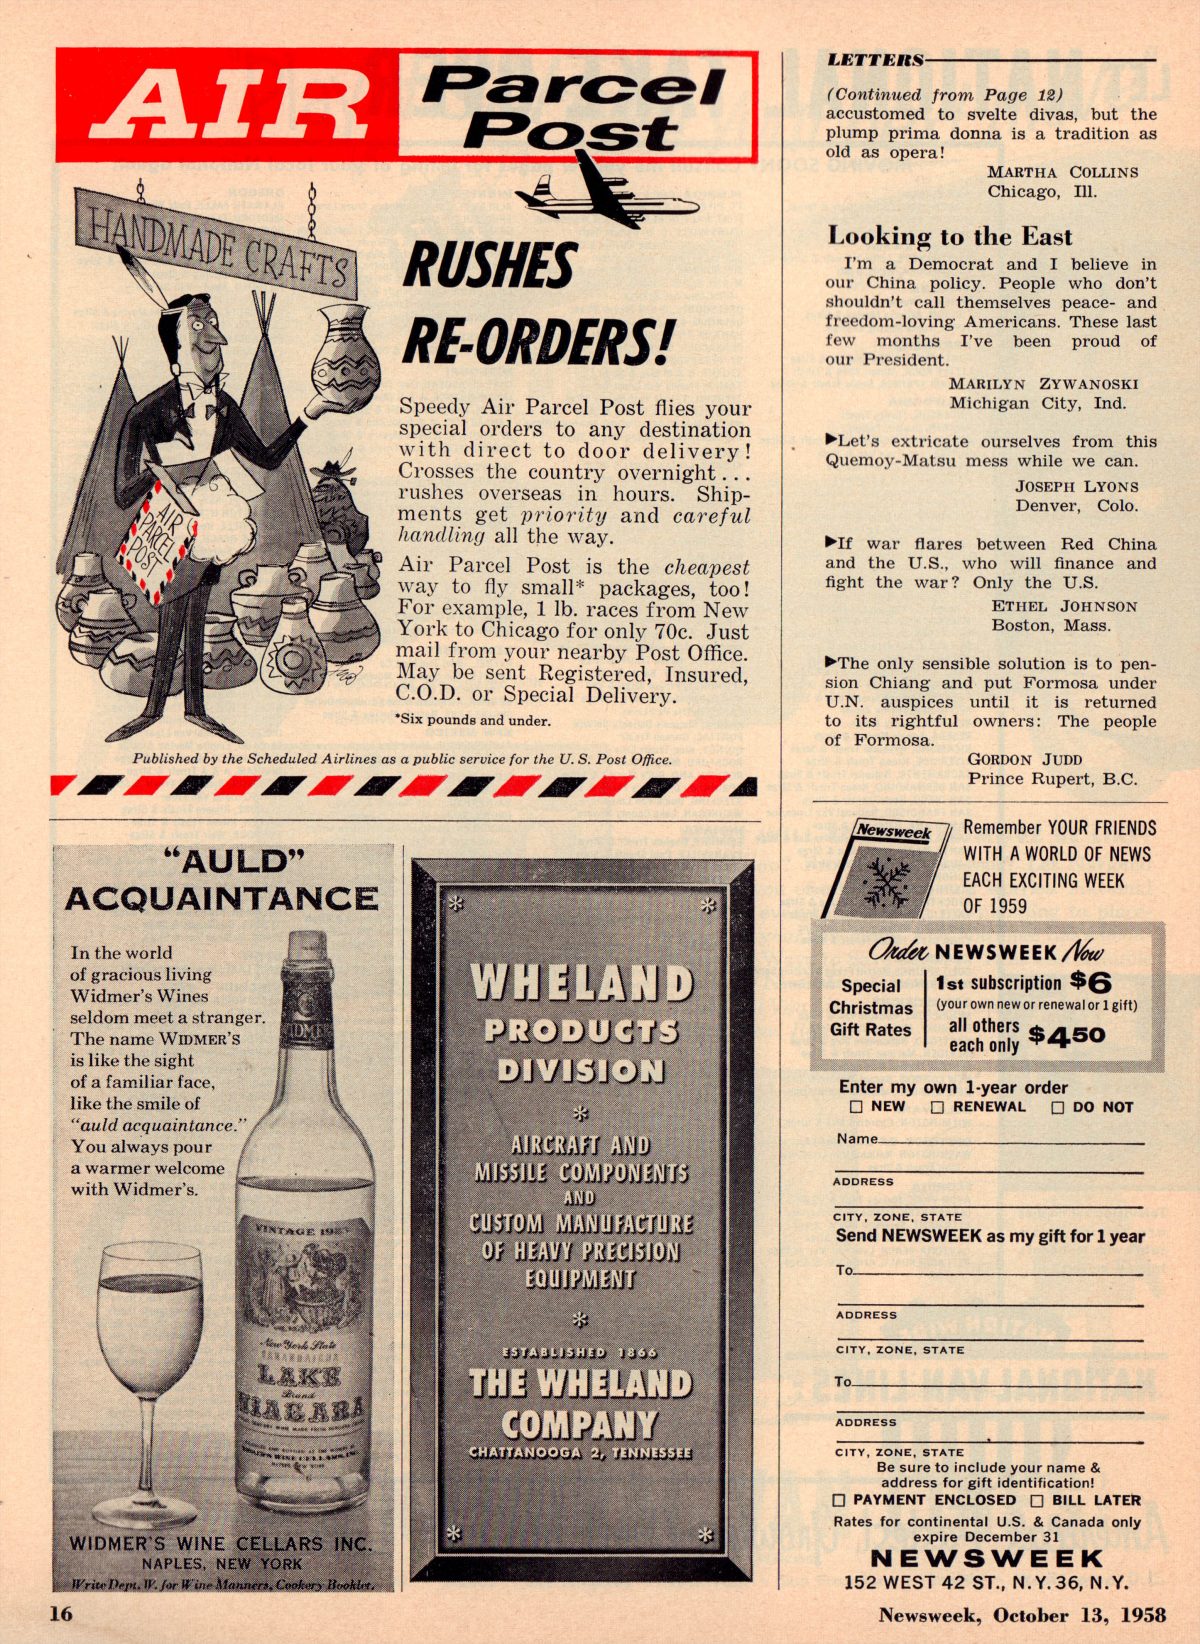 AIR Parcel
Post
HANDMADE CRAFTS
AIR
PARCEL
POST
RUSHES
RE-ORDERS!
Speedy Air Parcel Post flies your
special orders to any destination
with direct to door delivery!
Crosses the country overnight...
rushes overseas in hours. Ship-
ments get priority and careful
handling all the way.
Air Parcel Post is the cheapest
way to fly small* packages, too!
For example, 1 lb. races from New
York to Chicago for only 70c. Just
mail from your nearby Post Office.
May be sent Registered, Insured,
C.O.D. or Special Delivery.
*Six pounds and under.
Published by the Scheduled Airlines as a public service for the U. S. Post Office.
"AULD"
ACQUAINTANCE
In the world
of gracious living
Widmer's Wines
seldom meet a stranger.
The name WIDMER'S
is like the sight
of a familiar face,
like the smile of
"auld acquaintance."
You always pour
a warmer welcome
with Widmer's.
WIDMER'S
VINTAGE
New York State
LAKE
Brand
NIAGARA
WIDMER'S WINE CELLARS INC.
NAPLES, NEW YORK
Write Dept. W. for Wine Manners, Cookery Booklet.
WHELAND
PRODUCTS
DIVISION
*
AIRCRAFT AND
MISSILE COMPONENTS
AND
CUSTOM MANUFACTURE
OF HEAVY PRECISION
EQUIPMENT
*
ESTABLISHED 1866
THE WHELAND
COMPANY
CHATTANOOGA 2, TENNESSEE
LETTERS
(Continued from Page 12)
accustomed to svelte divas, but the
plump prima donna is a tradition as
old as opera!
MARTHA COLLINS
Chicago, Ill.
Looking to the East
I'm a Democrat and I believe in
our China policy. People who don't
shouldn't call themselves peace- and
freedom-loving Americans. These last
few months I've been proud of
our President.
MARILYN ZYWANOSKI
Michigan City, Ind.
▶Let's extricate ourselves from this
Quemoy-Matsu mess while we can.
JOSEPH LYONS
Denver, Colo.
▶If war flares between Red China
and the U.S., who will finance and
fight the war? Only the U.S.
ETHEL JOHNSON
Boston, Mass.
▶The only sensible solution is to pen-
sion Chiang and put Formosa under
U.N. auspices until it is returned
to its rightful owners: The people
of Formosa.
GORDON JUDD
Prince Rupert, B.C.
Newsweek
Remember YOUR FRIENDS
WITH A WORLD OF NEWS
EACH EXCITING WEEK
OF 1959
Order NEWSWEEK Now
Special
Christmas
Gift Rates
1st subscription $6
(your own new or renewal or 1 gift)
all others
each only $4.50
Enter my own 1-year order
☐ NEW ☐ RENEWAL ☐ DO NOT
Name
ADDRESS
CITY, ZONE, STATE
Send NEWSWEEK as my gift for 1 year
To
ADDRESS
CITY, ZONE, STATE
To
ADDRESS
CITY, ZONE, STATE
Be sure to include your name &
address for gift identification!
☐ PAYMENT ENCLOSED ☐ BILL LATER
Rates for continental U.S. & Canada only
expire December 31
NEWSWEEK
152 WEST 42 ST., N.Y. 36, N.Y.
16
Newsweek, October 13, 1958